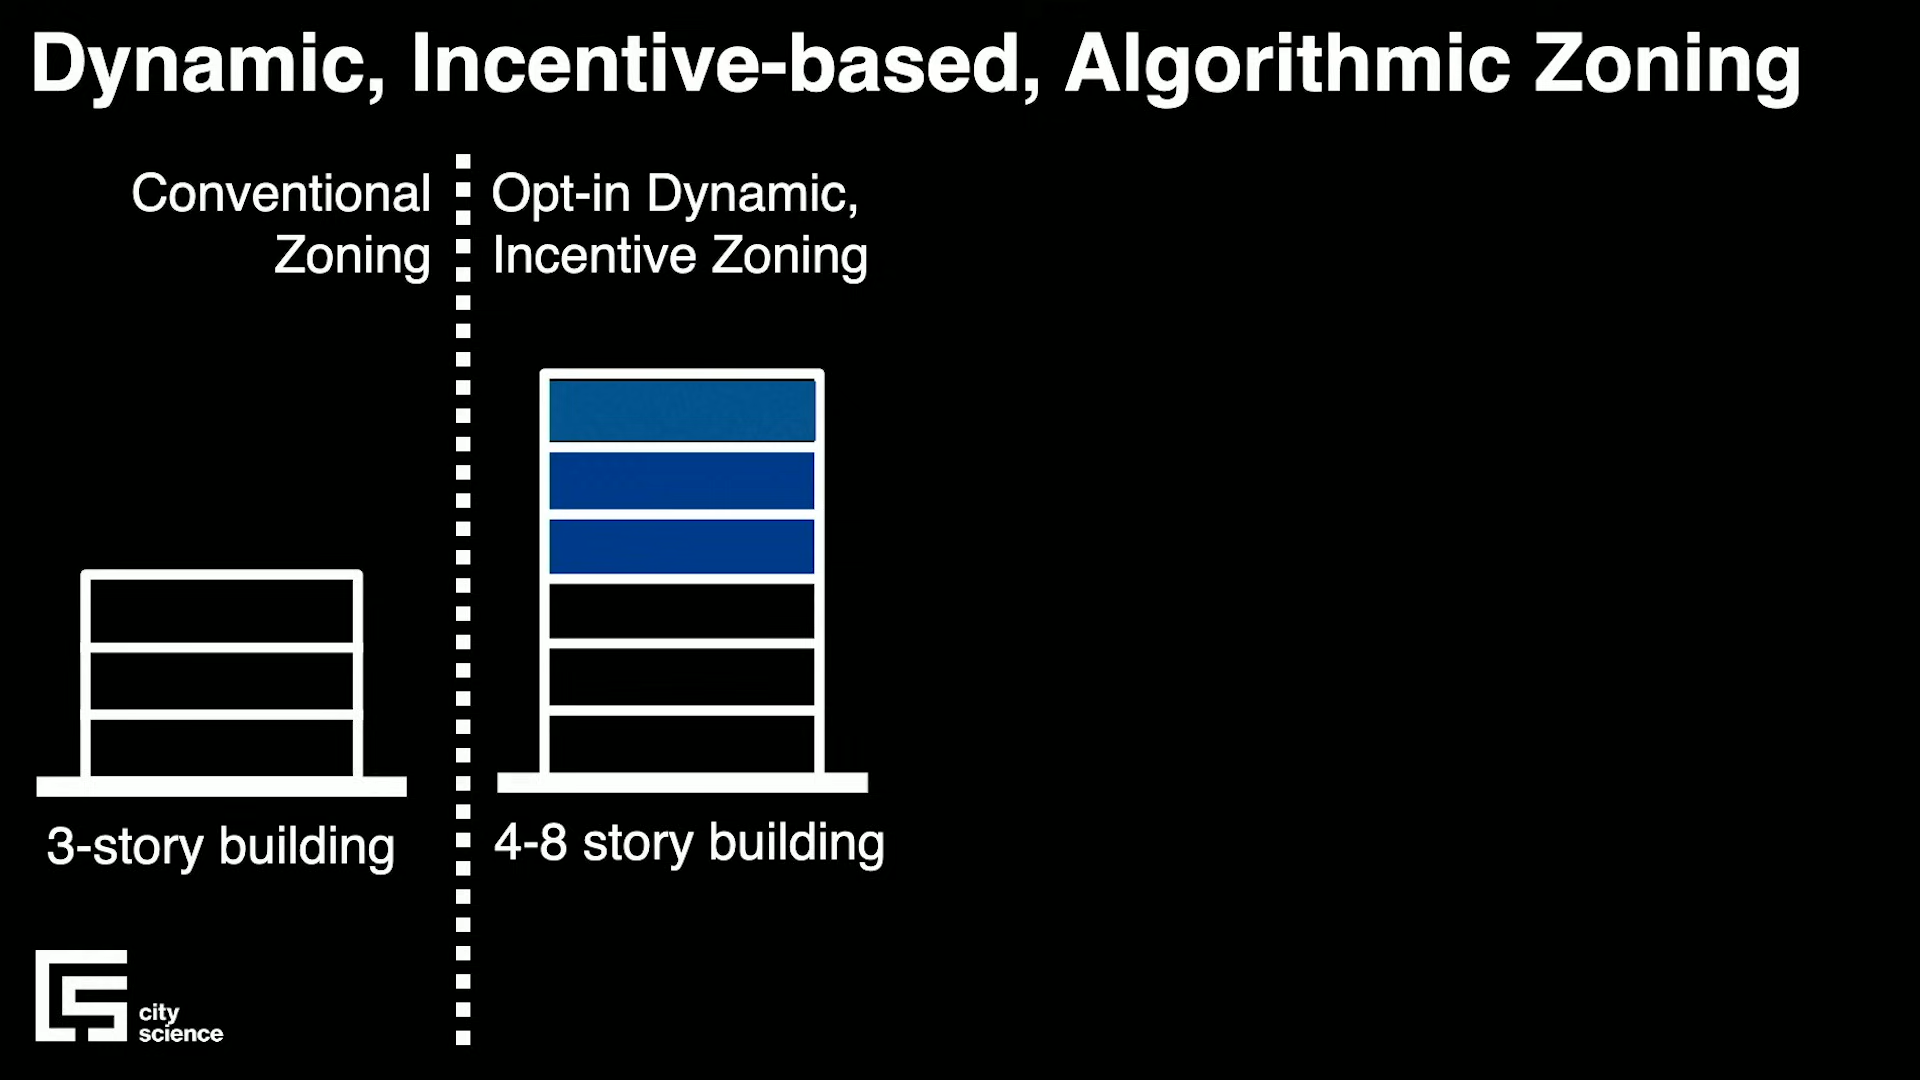 Dynamic, Incentive-based, Algorithmic Zoning
Conventional
Zoning
Opt-in Dynamic,
Incentive Zoning
3-story building
4-8 story building
city
science